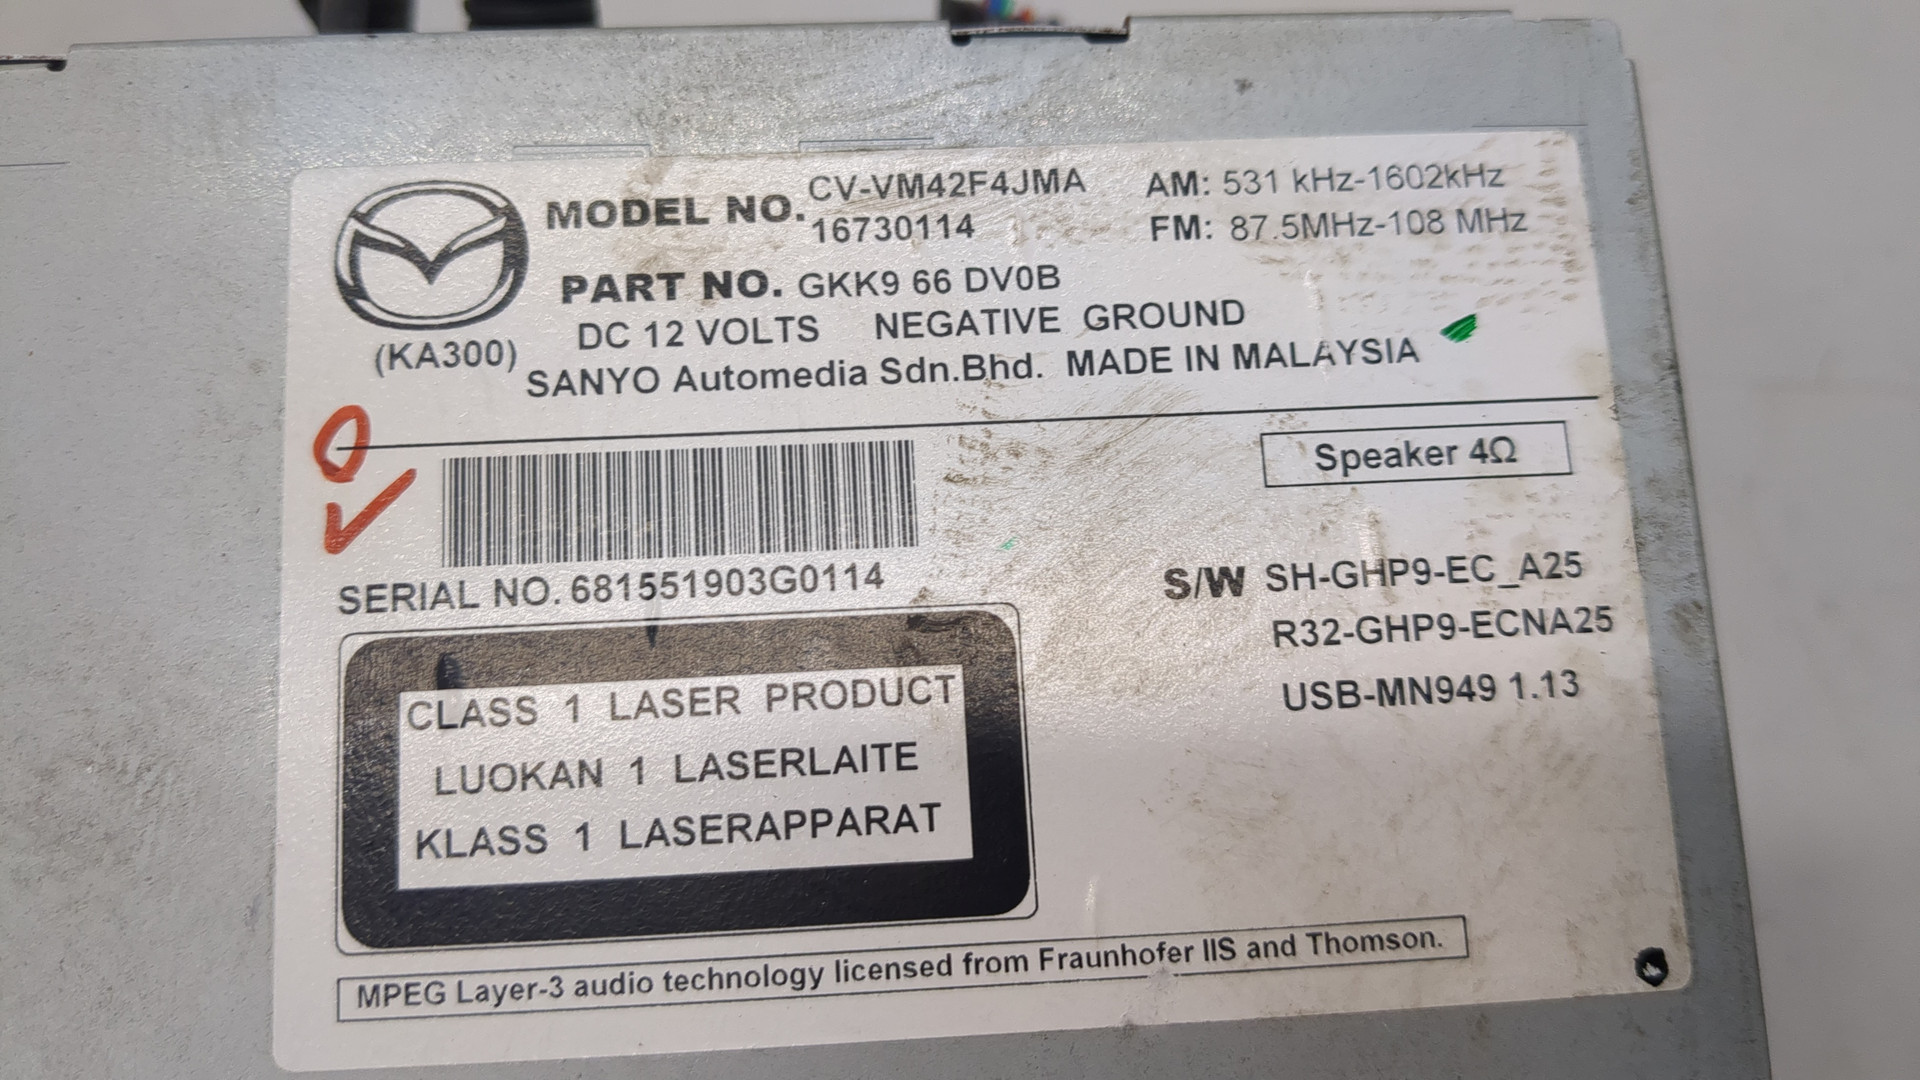 MODEL NO. CV-VM42F4JMA
16730114
AM: 531 kHz-1602kHz
FM: 87.5MHz-108 MHz
PART NO. GKK9 66 DV0B
DC 12 VOLTS NEGATIVE GROUND
(KA300)
SANYO Automedia Sdn.Bhd. MADE IN MALAYSIA
Speaker 4Ω
SERIAL NO. 681551903G0114
S/W SH-GHP9-EC_A25
R32-GHP9-ECNA25
USB-MN949 1.13
CLASS 1 LASER PRODUCT
LUOKAN 1 LASERLAITE
KLASS 1 LASERAPPARAT
MPEG Layer-3 audio technology licensed from Fraunhofer IIS and Thomson.